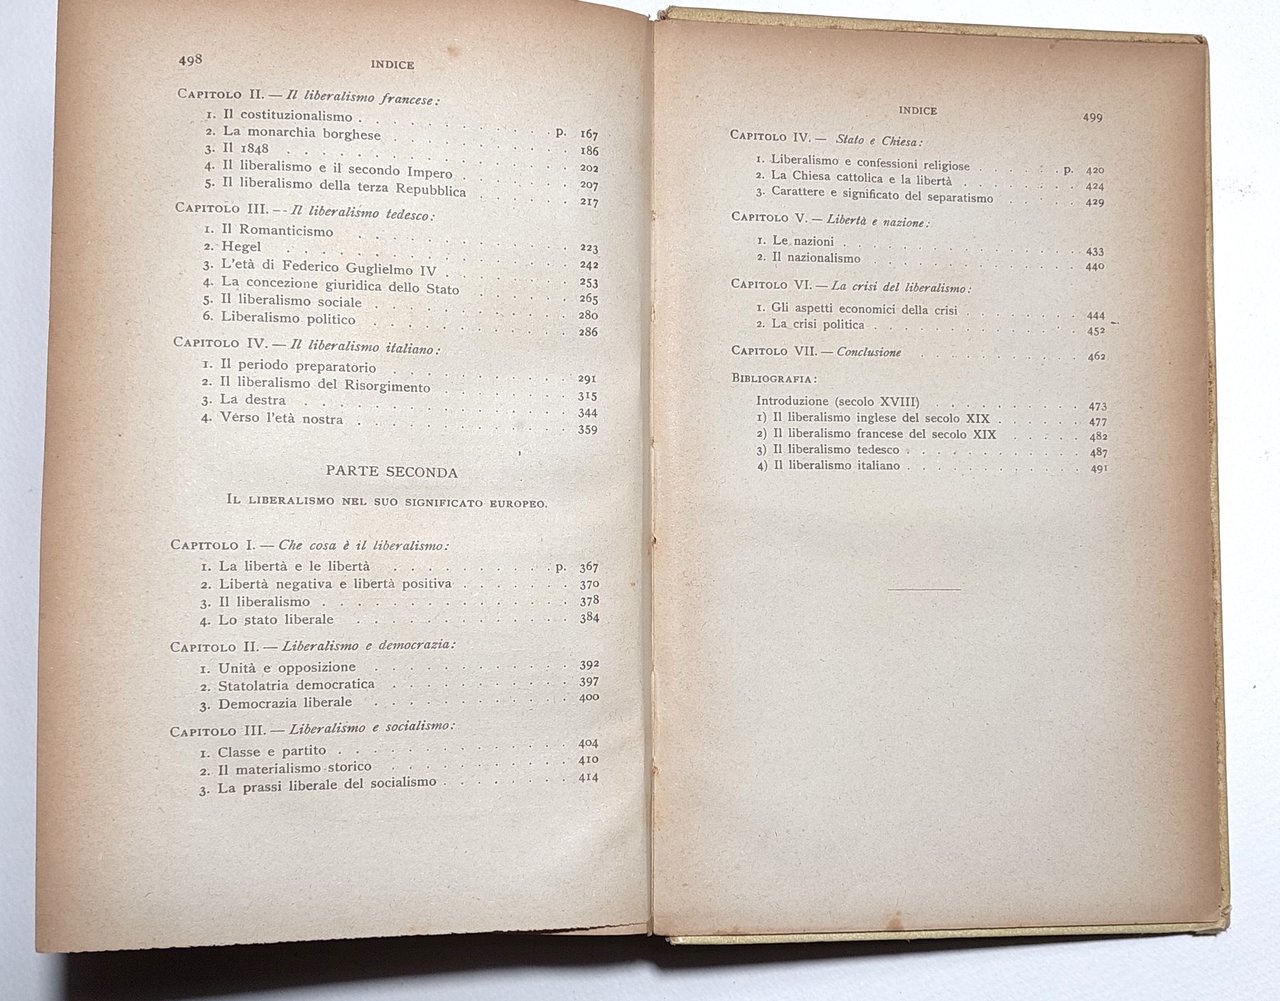 498 INDICE
CAPITOLO II. — Il liberalismo francese:
1. Il costituzionalismo . . . . . . . . . . . p. 167
2. La monarchia borghese . . . . . . . . . . 186
3. Il 1848 . . . . . . . . . . . . . . . 202
4. Il liberalismo e il secondo Impero . . . . . . 207
5. Il liberalismo della terza Repubblica . . . . . . 217
CAPITOLO III. -- Il liberalismo tedesco:
1. Il Romanticismo . . . . . . . . . . . . 223
2. Hegel . . . . . . . . . . . . . . . . 242
3. L'età di Federico Guglielmo IV . . . . . . . 253
4. La concezione giuridica dello Stato . . . . . . 265
5. Il liberalismo sociale . . . . . . . . . . . 280
6. Liberalismo politico . . . . . . . . . . . 286
CAPITOLO IV. — Il liberalismo italiano:
1. Il periodo preparatorio . . . . . . . . . . 291
2. Il liberalismo del Risorgimento . . . . . . . 315
3. La destra . . . . . . . . . . . . . . 344
4. Verso l'età nostra . . . . . . . . . . . . 359
PARTE SECONDA
IL LIBERALISMO NEL SUO SIGNIFICATO EUROPEO.
CAPITOLO I. — Che cosa è il liberalismo:
1. La libertà e le libertà . . . . . . . . . . p. 367
2. Libertà negativa e libertà positiva . . . . . . . 370
3. Il liberalismo . . . . . . . . . . . . . . 378
4. Lo stato liberale . . . . . . . . . . . . 384
CAPITOLO II. — Liberalismo e democrazia:
1. Unità e opposizione . . . . . . . . . . . 392
2. Statolatria democratica . . . . . . . . . . 397
3. Democrazia liberale . . . . . . . . . . . 400
CAPITOLO III. — Liberalismo e socialismo:
1. Classe e partito . . . . . . . . . . . . . 404
2. Il materialismo storico . . . . . . . . . . 410
3. La prassi liberale del socialismo . . . . . . . 414
INDICE 499
CAPITOLO IV. — Stato e Chiesa:
1. Liberalismo e confessioni religiose . . . . . p. 420
2. La Chiesa cattolica e la libertà . . . . . . . 424
3. Carattere e significato del separatismo . . . . . 429
CAPITOLO V. — Libertà e nazione:
1. Le nazioni . . . . . . . . . . . . . . 433
2. Il nazionalismo . . . . . . . . . . . . 440
CAPITOLO VI. — La crisi del liberalismo:
1. Gli aspetti economici della crisi . . . . . . . 444
2. La crisi politica . . . . . . . . . . . . 452
CAPITOLO VII. — Conclusione . . . . . . . . . 462
BIBLIOGRAFIA:
Introduzione (secolo XVIII) . . . . . . . . 473
1) Il liberalismo inglese del secolo XIX . . . . . . 477
2) Il liberalismo francese del secolo XIX . . . . . 482
3) Il liberalismo tedesco . . . . . . . . . . 487
4) Il liberalismo italiano . . . . . . . . . . 491